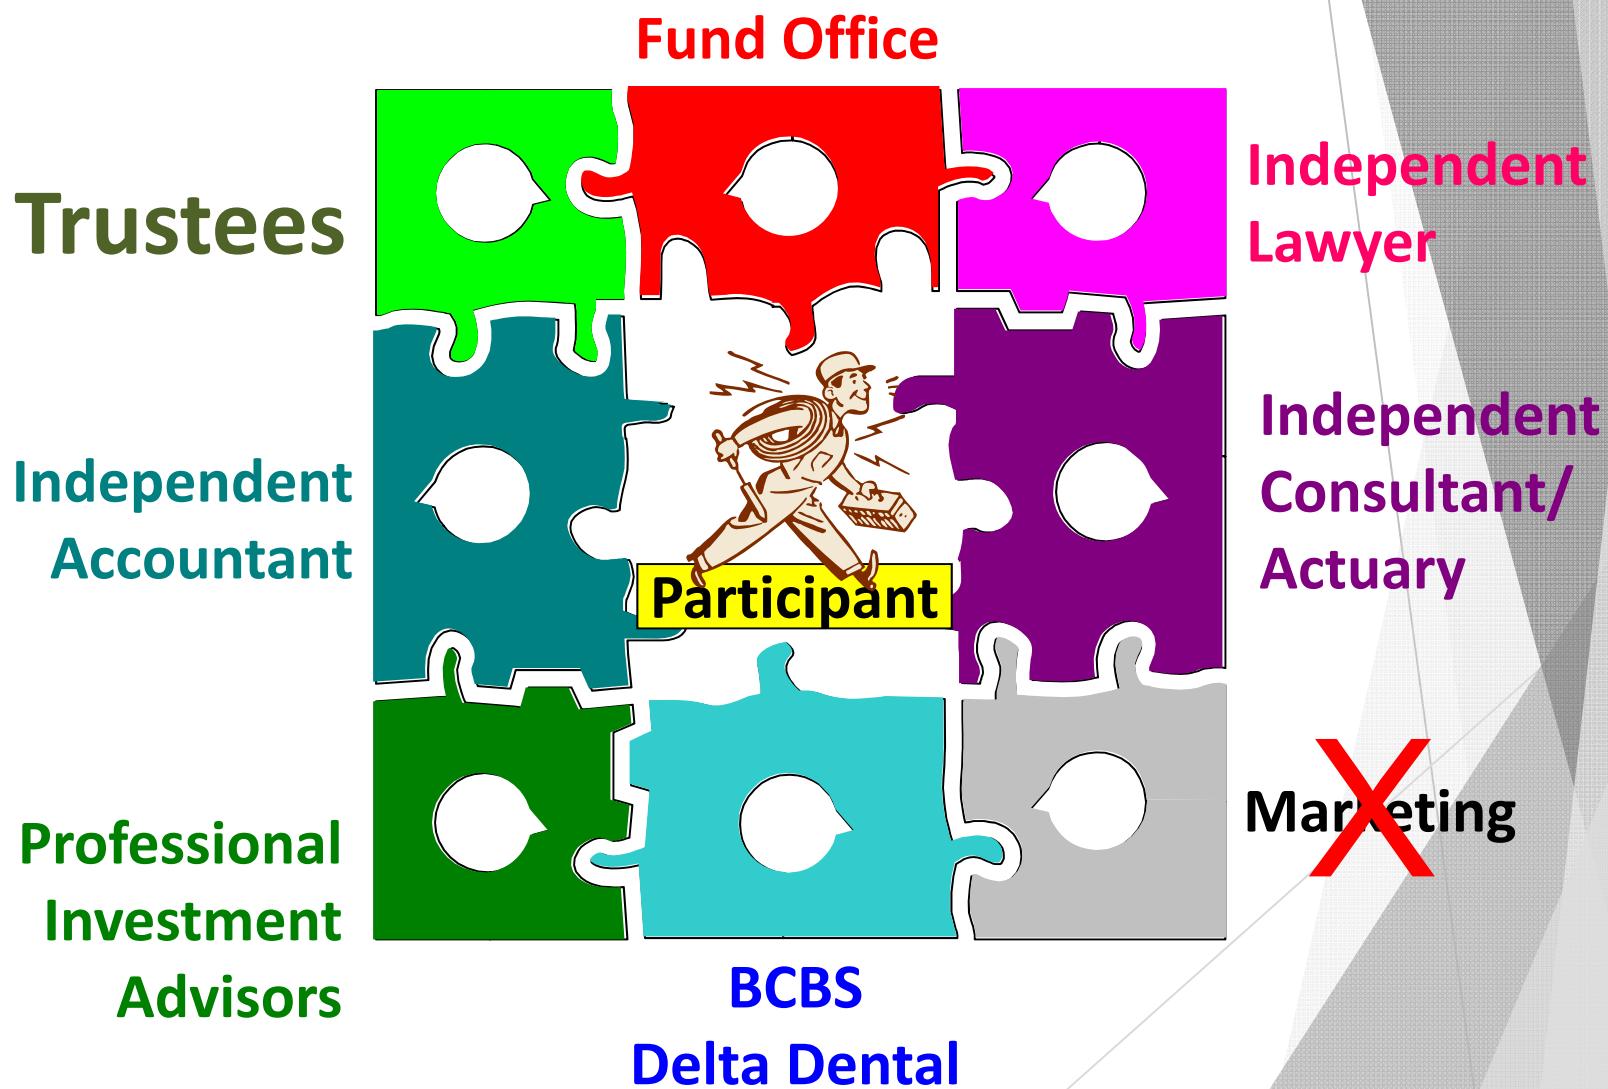 Fund Office
Trustees
Independent
Lawyer
Independent
Accountant
Independent
Consultant/
Actuary
Participant
Professional
Investment
Advisors
Marketing
X
BCBS
Delta Dental